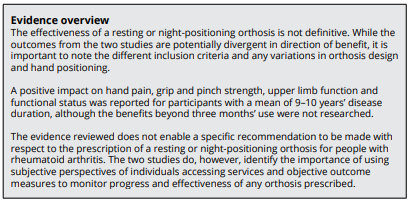 Evidence overview
The effectiveness of a resting or night-positioning orthosis is not definitive. While the
outcomes from the two studies are potentially divergent in direction of benefit, it is
important to note the different inclusion criteria and any variations in orthosis design
and hand positioning.
A positive impact on hand pain, grip and pinch strength, upper limb function and
functional status was reported for participants with a mean of 9–10 years’ disease
duration, although the benefits beyond three months’ use were not researched.
The evidence reviewed does not enable a specific recommendation to be made with
respect to the prescription of a resting or night-positioning orthosis for people with
rheumatoid arthritis. The two studies do, however, identify the importance of using
subjective perspectives of individuals accessing services and objective outcome
measures to monitor progress and effectiveness of any orthosis prescribed.